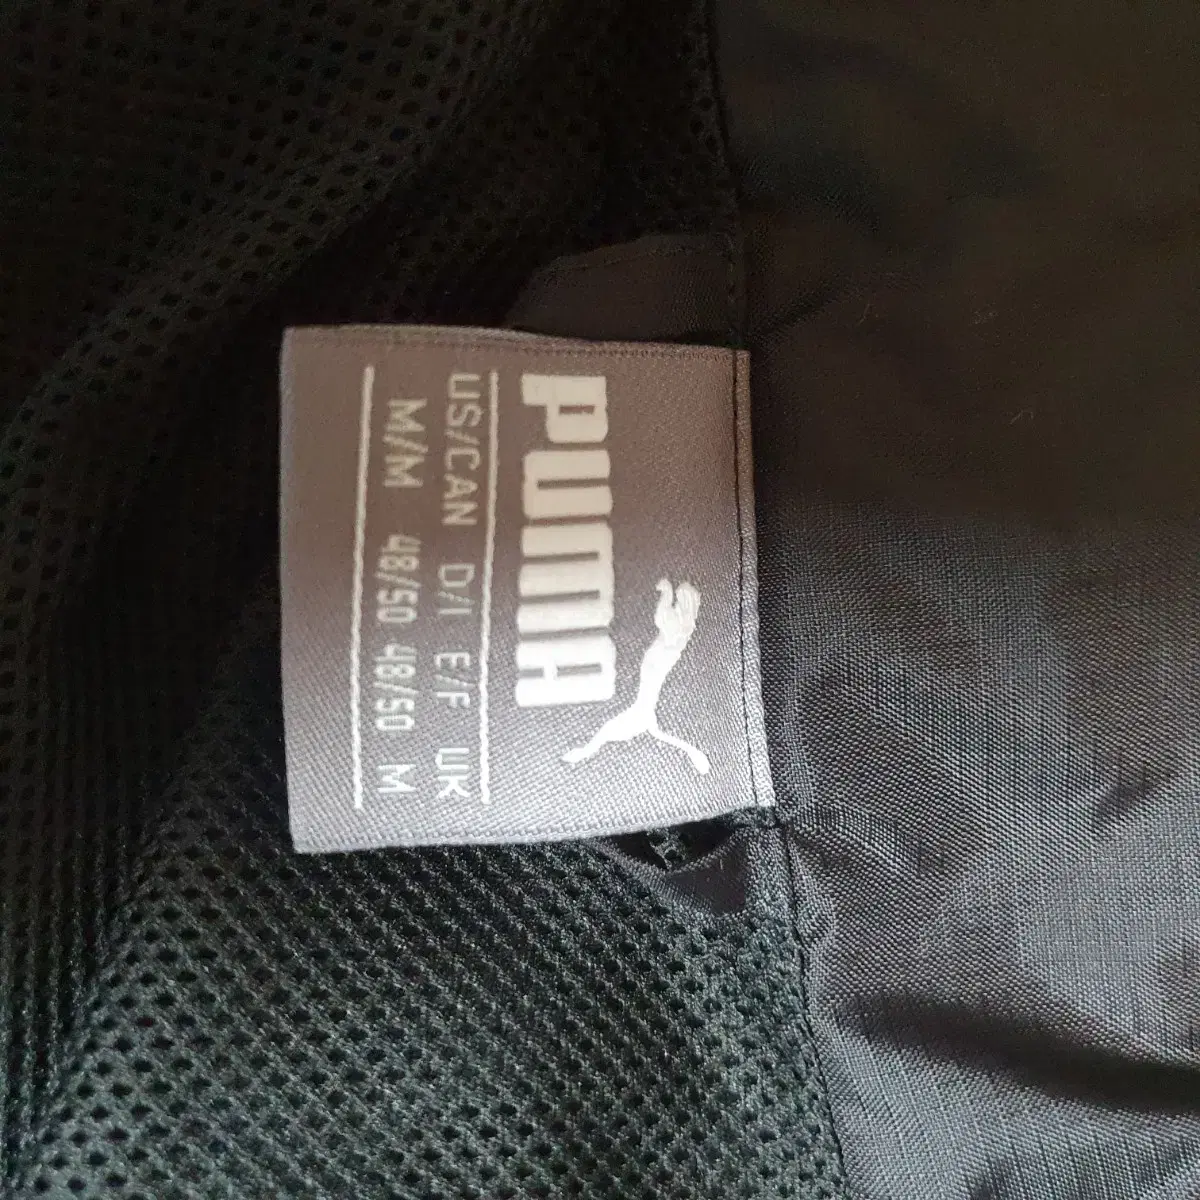 PUMA
US/CAN D/I E/F UK
M/M 48/50 48/50 M